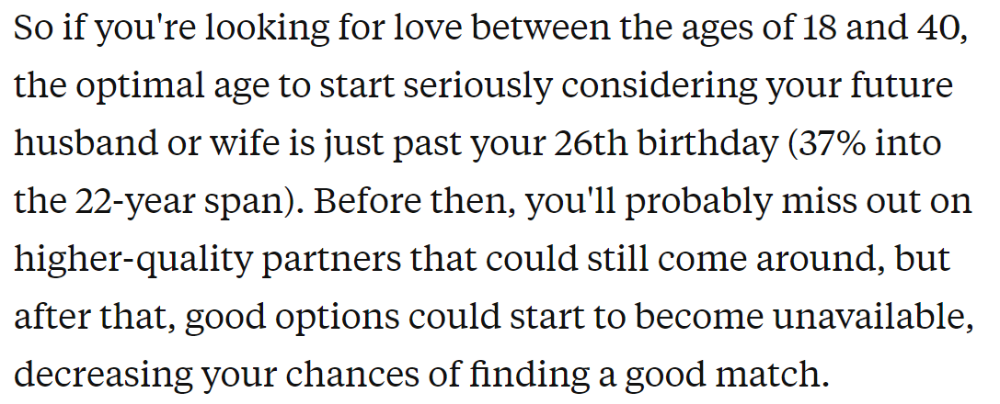 So if you're looking for love between the ages of 18 and 40,
the optimal age to start seriously considering your future
husband or wife is just past your 26th birthday (37% into
the 22-year span). Before then, you'll probably miss out on
higher-quality partners that could still come around, but
after that, good options could start to become unavailable,
decreasing your chances of finding a good match.